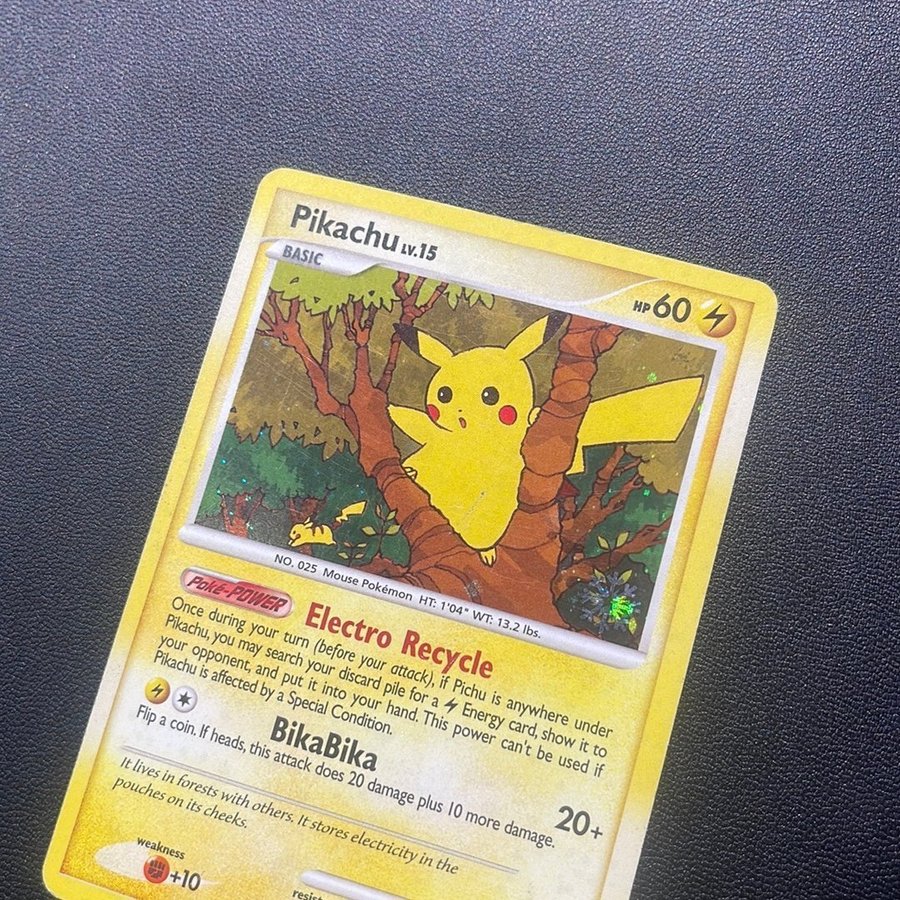 Pikachu LV.15
BASIC
HP 60
NO. 025 Mouse Pokémon HT: 1'04" WT: 13.2 lbs.
Poké-POWER Electro Recycle
Once during your turn (before your attack), if Pichu is anywhere under
Pikachu, you may search your discard pile for a Energy card, show it to
your opponent, and put it into your hand. This power can't be used if
Pikachu is affected by a Special Condition.
BikaBika
Flip a coin. If heads, this attack does 20 damage plus 10 more damage.
20+
It lives in forests with others. It stores electricity in the
pouches on its cheeks.
weakness
+10